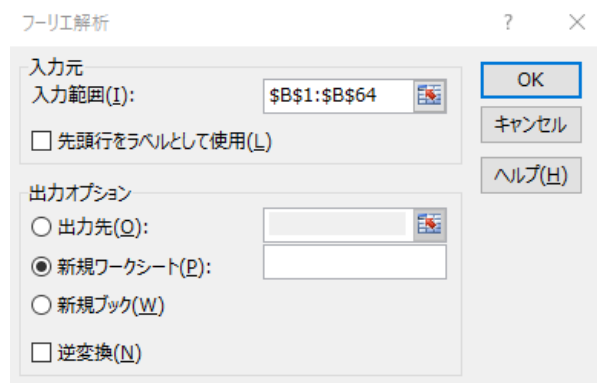 フーリエ解析 ? ×
入力元
入力範囲(I): $B$1:$B$64
先頭行をラベルとして使用(L)
出力オプション
出力先(O):
新規ワークシート(P):
新規ブック(W)
逆変換(N)
OK
キャンセル
ヘルプ(H)